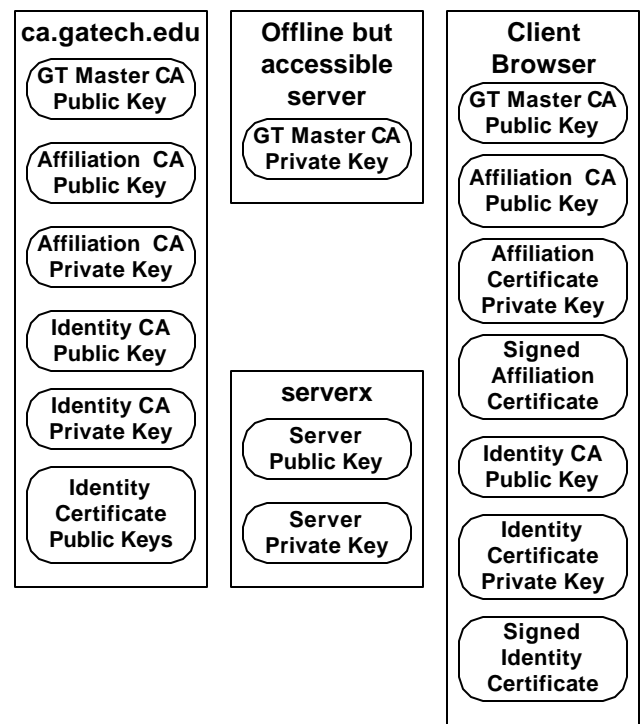 ca.gatech.edu
GT Master CA
Public Key
Affiliation CA
Public Key
Affiliation CA
Private Key
Identity CA
Public Key
Identity CA
Private Key
Identity
Certificate
Public Keys
Offline but
accessible
server
GT Master CA
Private Key
serverx
Server
Public Key
Server
Private Key
Client
Browser
GT Master CA
Public Key
Affiliation CA
Public Key
Affiliation
Certificate
Private Key
Signed
Affiliation
Certificate
Identity CA
Public Key
Identity
Certificate
Private Key
Signed
Identity
Certificate